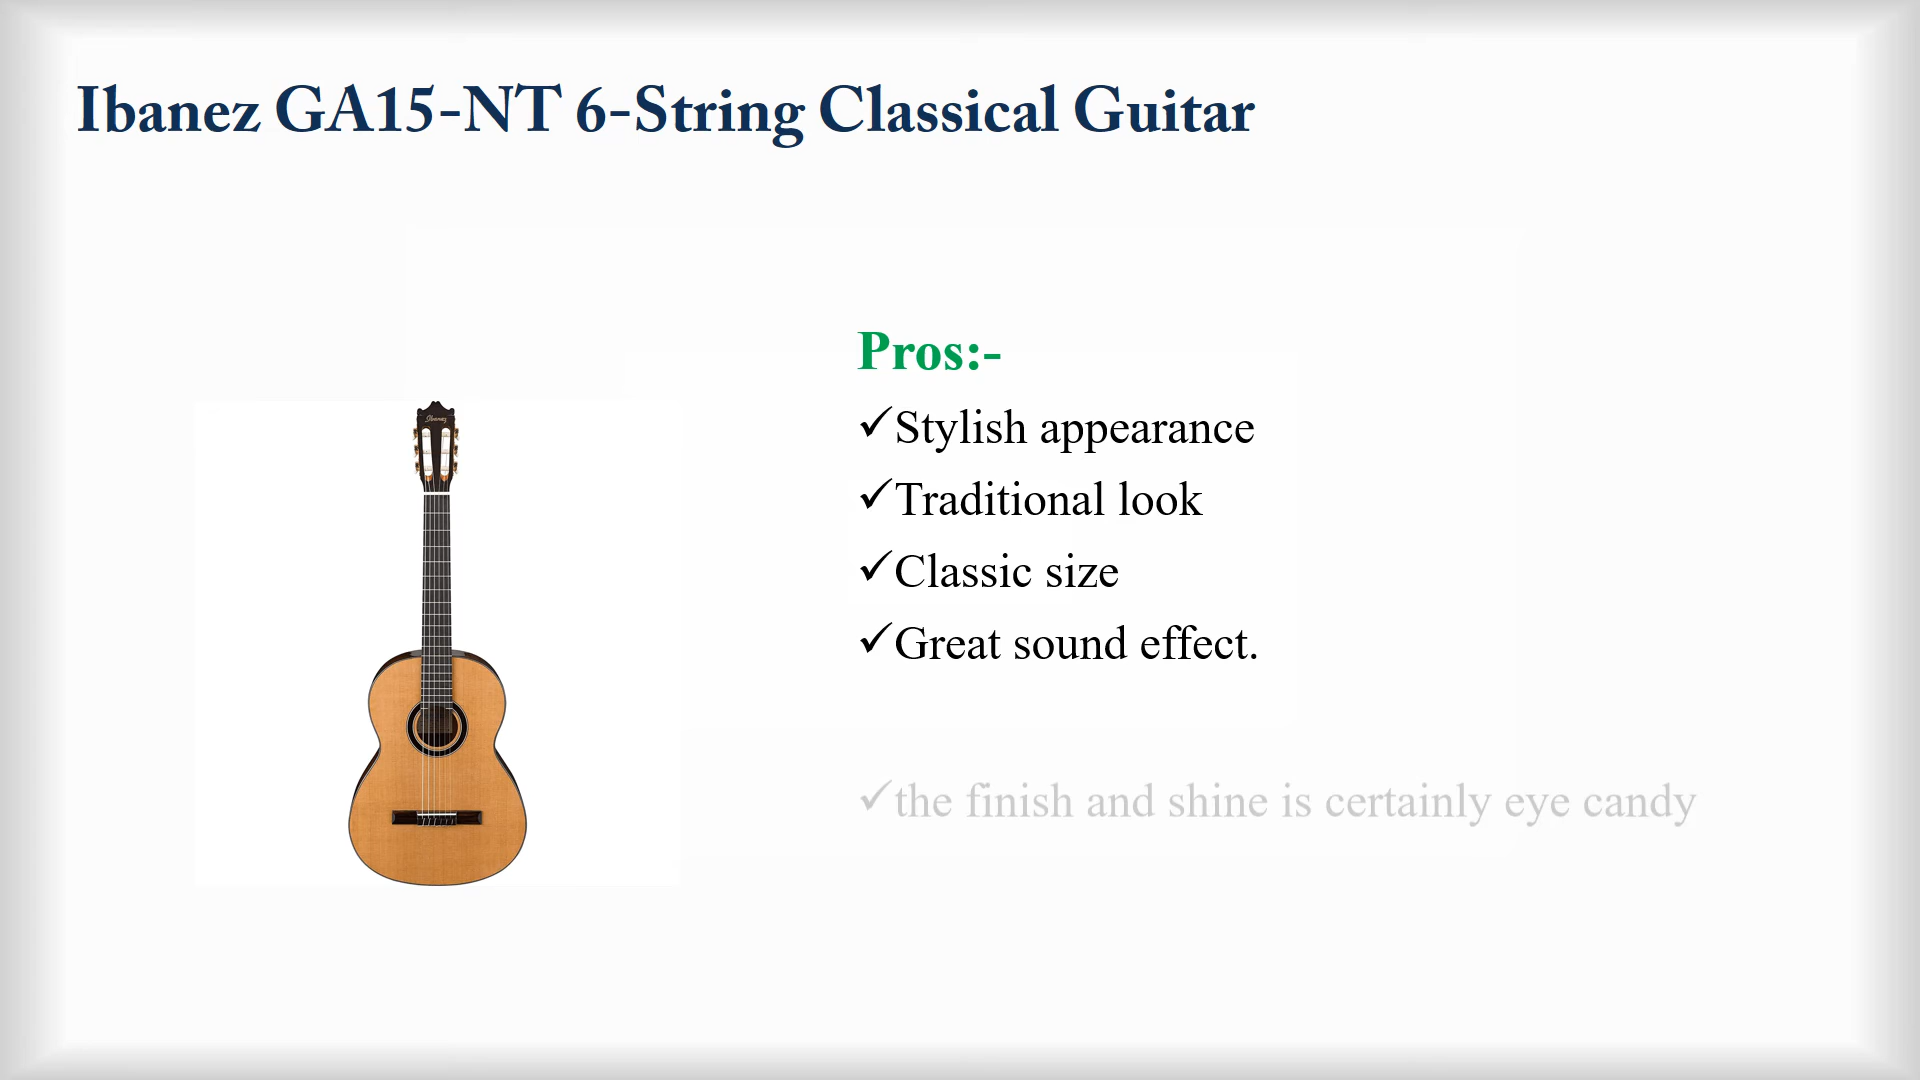 Ibanez GA15-NT 6-String Classical Guitar
Pros:-
✓Stylish appearance
✓Traditional look
✓Classic size
✓Great sound effect.
✓the finish and shine is certainly eye candy
Ibanez